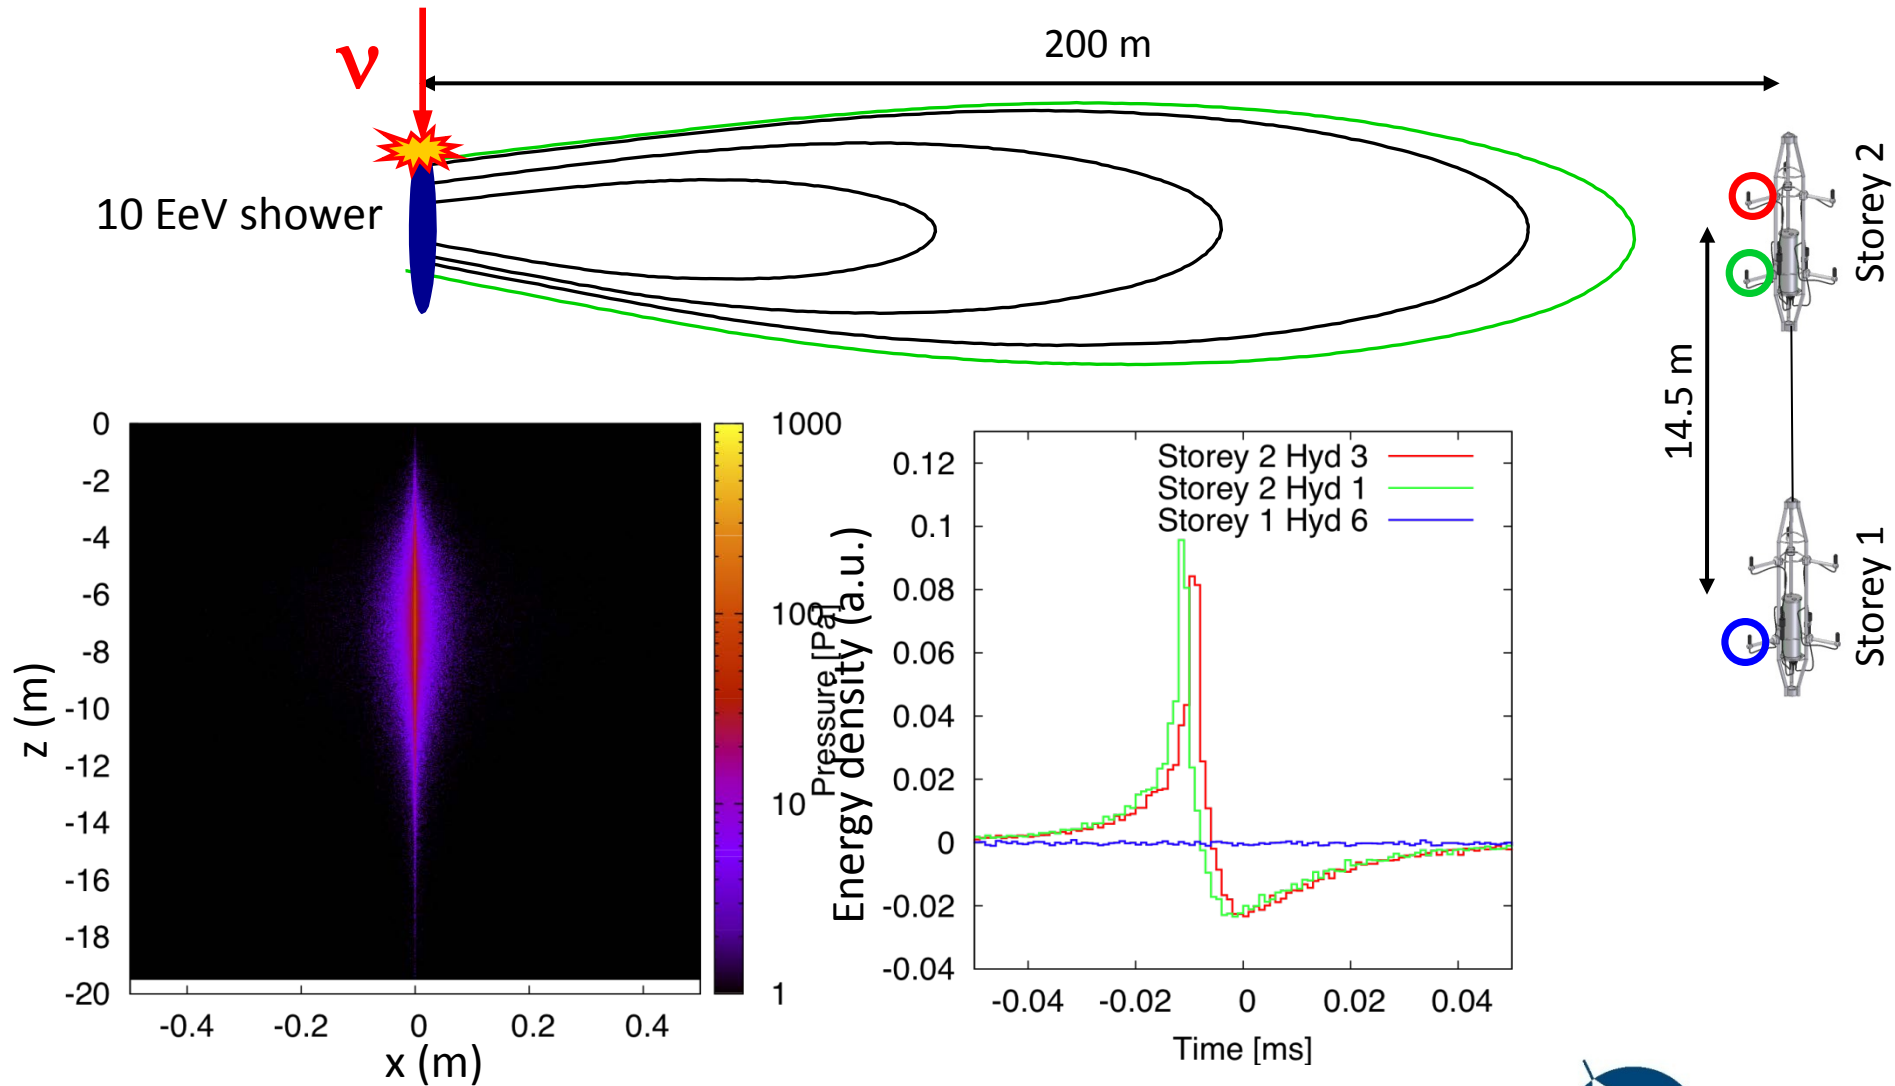 ν
200 m
10 EeV shower
Storey 2
14.5 m
Storey 1
0
-2
-4
-6
-8
-10
-12
-14
-16
-18
-20
z (m)
-0.4
-0.2
0
0.2
0.4
x (m)
1000
100
10
1
Energy density (a.u.)
Pressure [Pa]
0.12
0.1
0.08
0.06
0.04
0.02
0
-0.02
-0.04
Storey 2 Hyd 3
Storey 2 Hyd 1
Storey 1 Hyd 6
-0.04
-0.02
0
0.02
0.04
Time [ms]